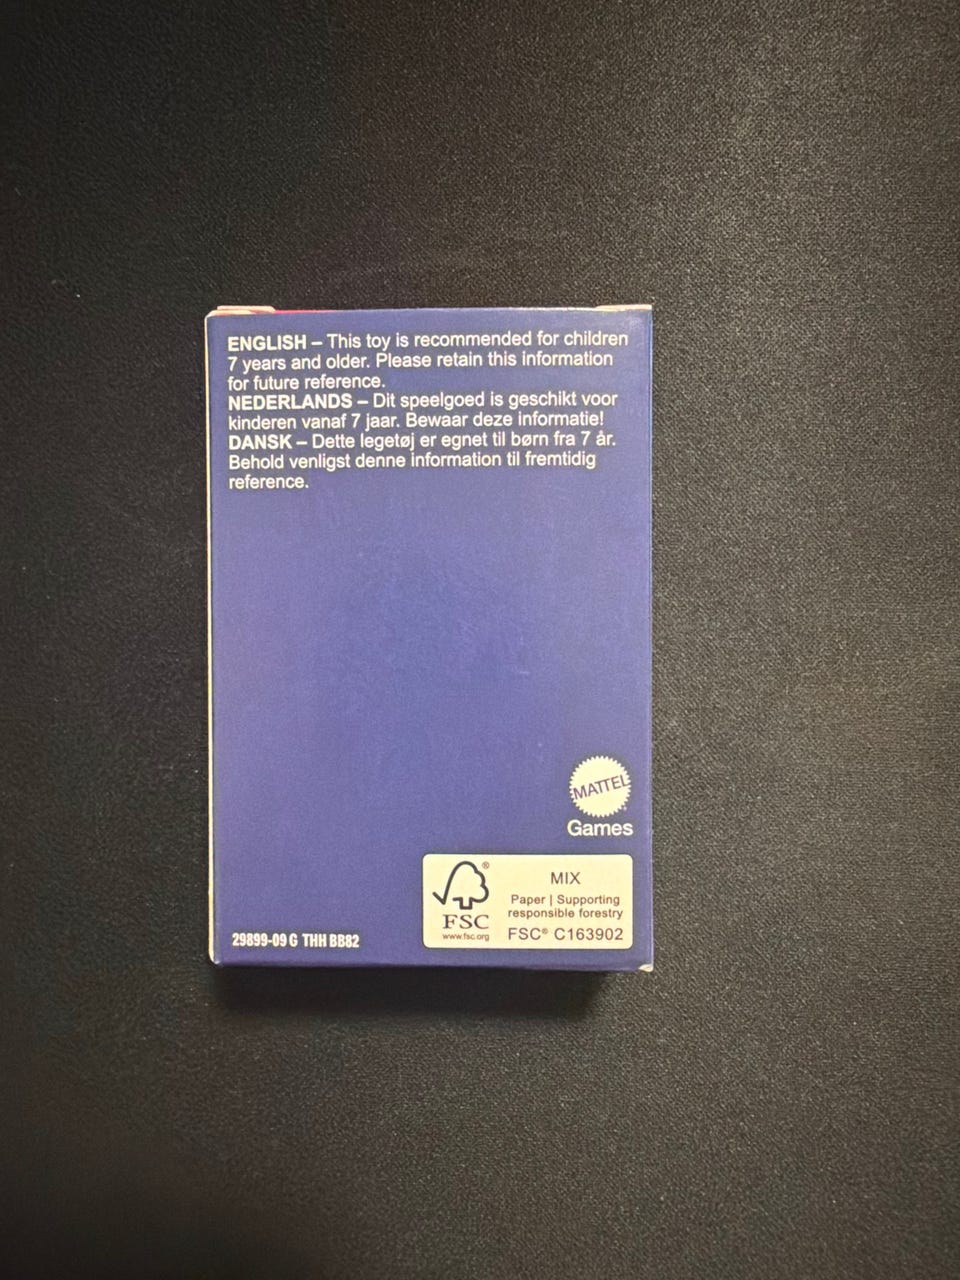 ENGLISH – This toy is recommended for children
7 years and older. Please retain this information
for future reference.
NEDERLANDS – Dit speelgoed is geschikt voor
kinderen vanaf 7 jaar. Bewaar deze informatie!
DANSK – Dette legetøj er egnet til børn fra 7 år.
Behold venligst denne information til fremtidig
reference.
MATTEL
Games
®
MIX
Paper | Supporting
responsible forestry
FSC
www.fsc.org
FSC® C163902
29899-09 G THH BB82